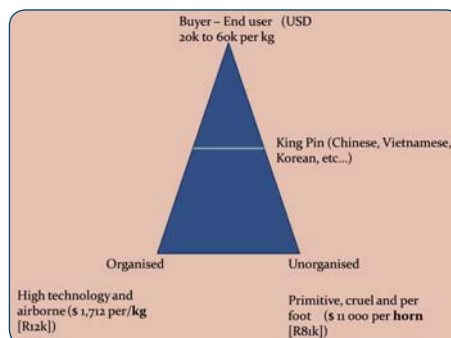 Buyer – End user (USD
20k to 60k per kg
King Pin (Chinese, Vietnamese,
Korean, etc...)
Organised
Unorganised
High technology and
airborne ($ 1,712 per/kg
[R12k])
Primitive, cruel and per
foot ($ 11 000 per horn
[R81k])